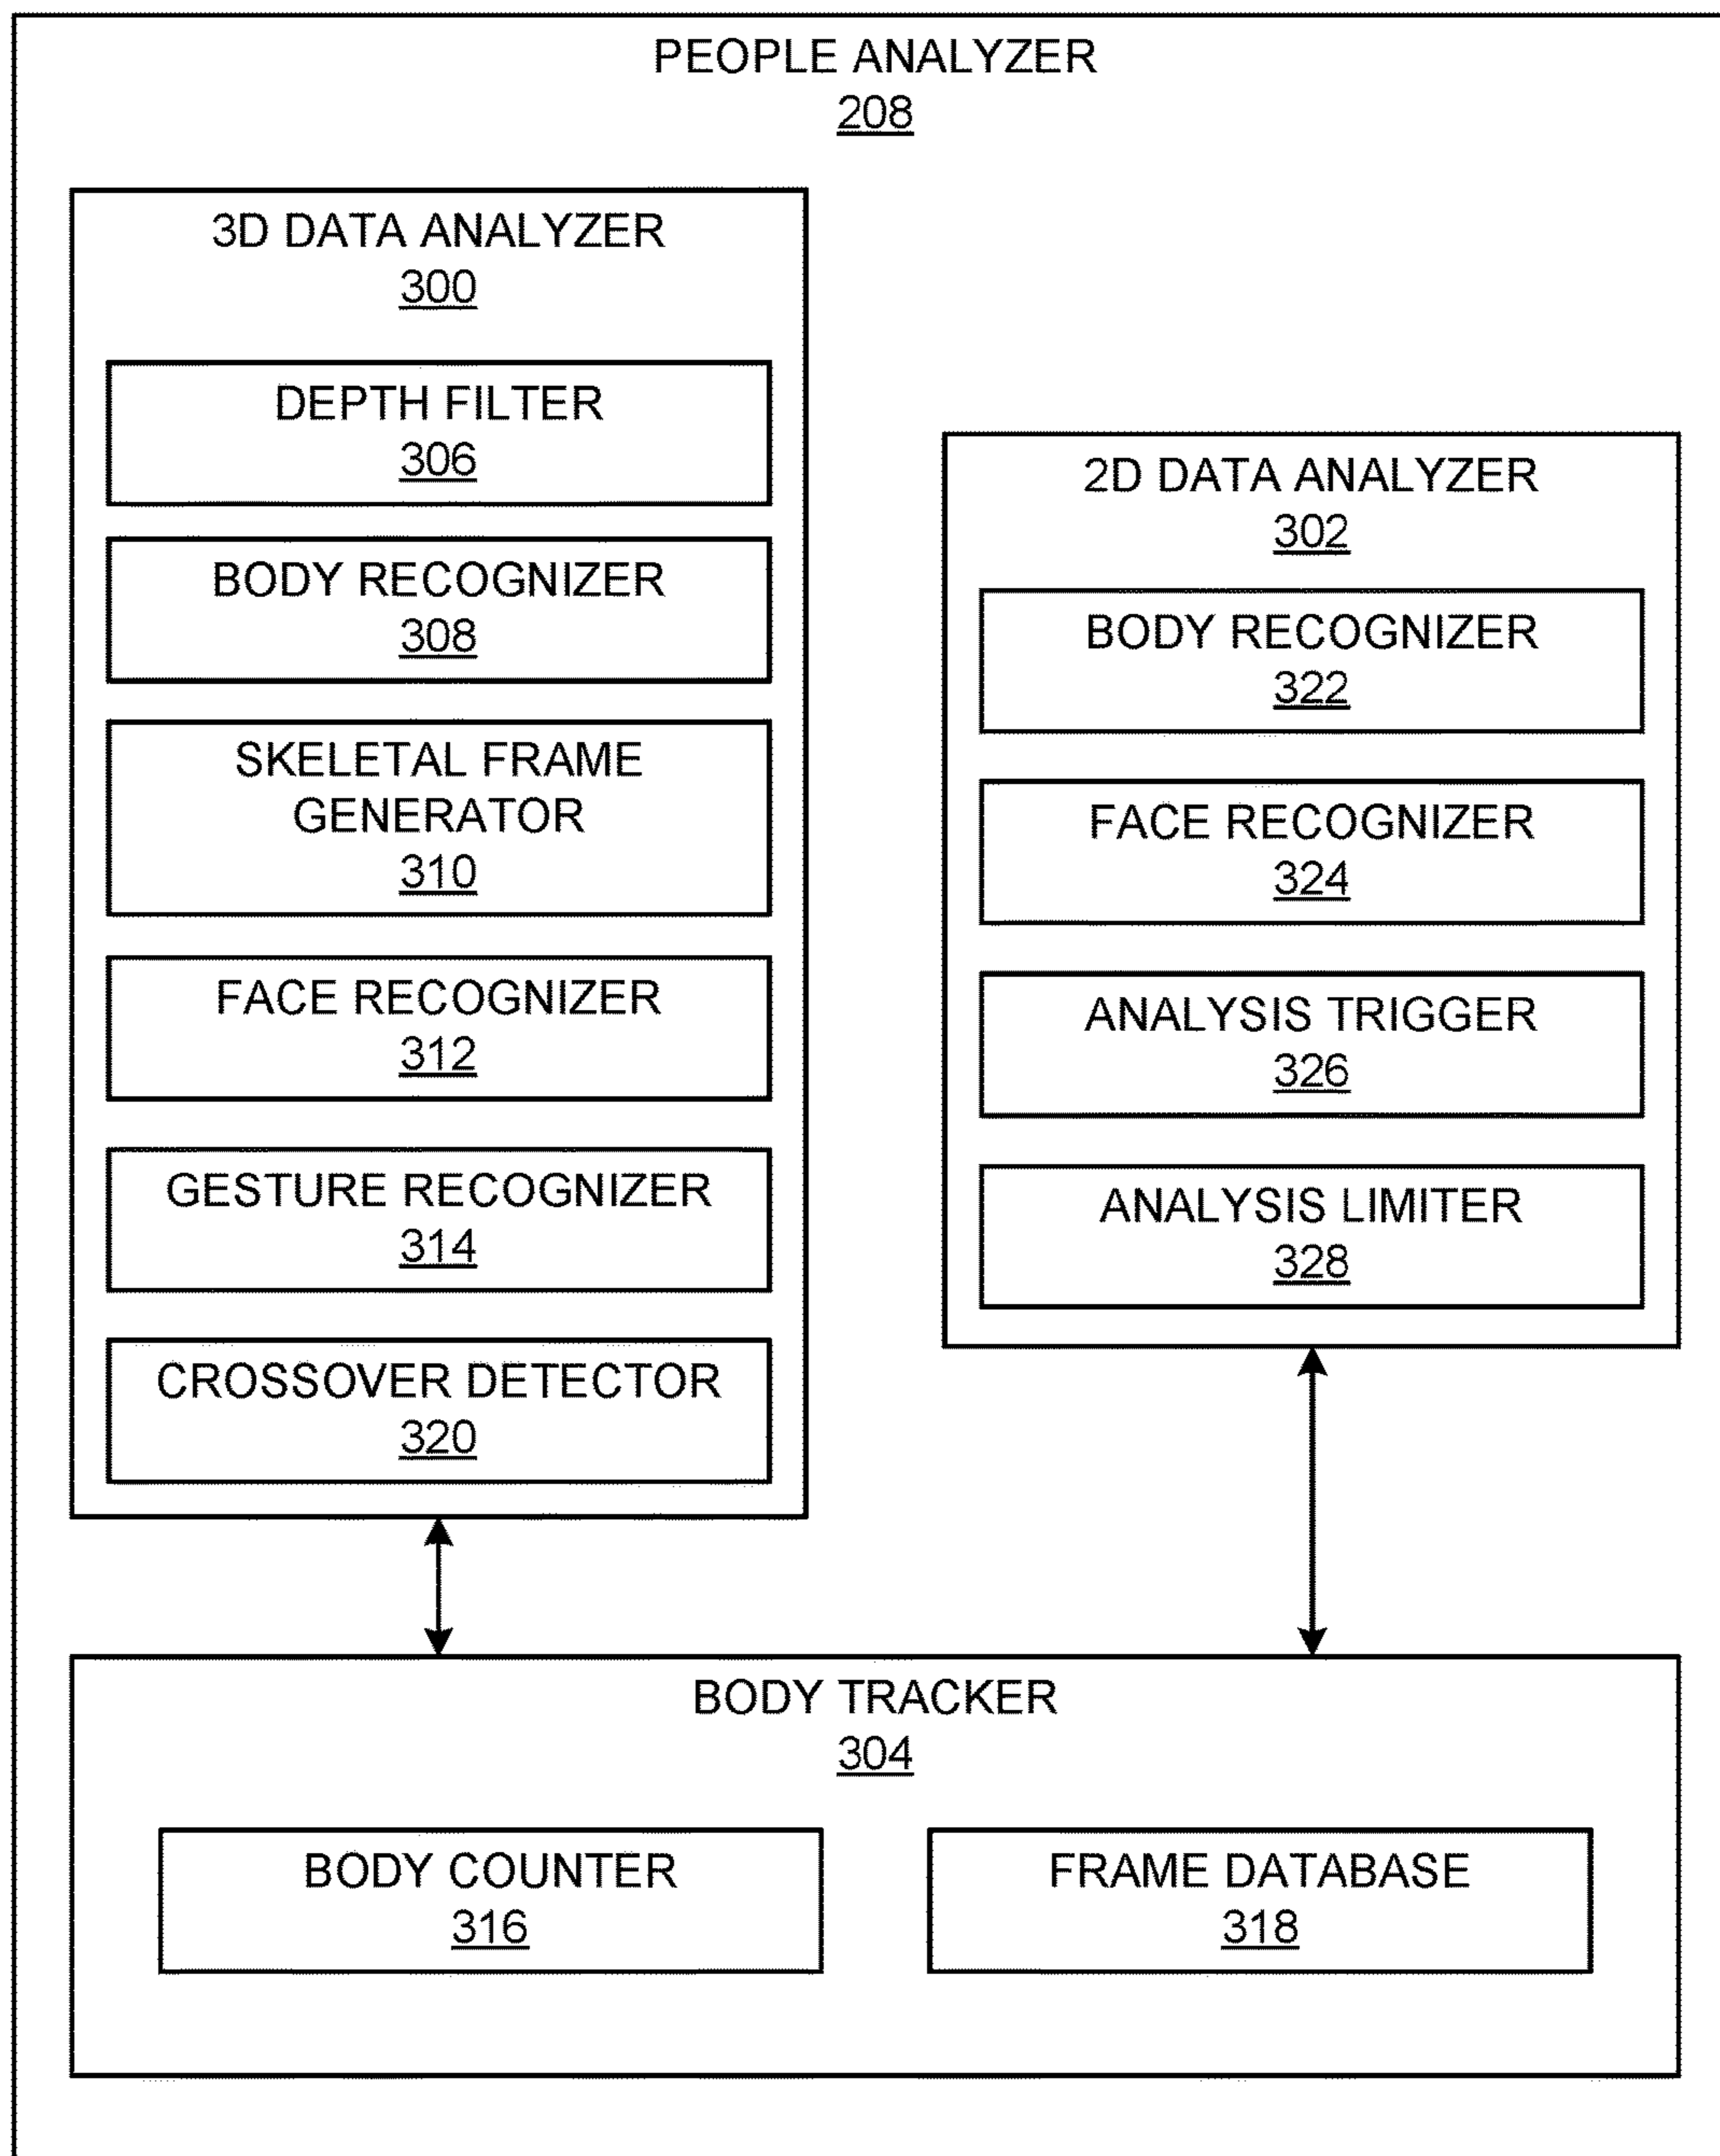 PEOPLE ANALYZER
208
3D DATA ANALYZER
300
DEPTH FILTER
306
BODY RECOGNIZER
308
SKELETAL FRAME
GENERATOR
310
FACE RECOGNIZER
312
GESTURE RECOGNIZER
314
CROSSOVER DETECTOR
320
2D DATA ANALYZER
302
BODY RECOGNIZER
322
FACE RECOGNIZER
324
ANALYSIS TRIGGER
326
ANALYSIS LIMITER
328
BODY TRACKER
304
BODY COUNTER
316
FRAME DATABASE
318